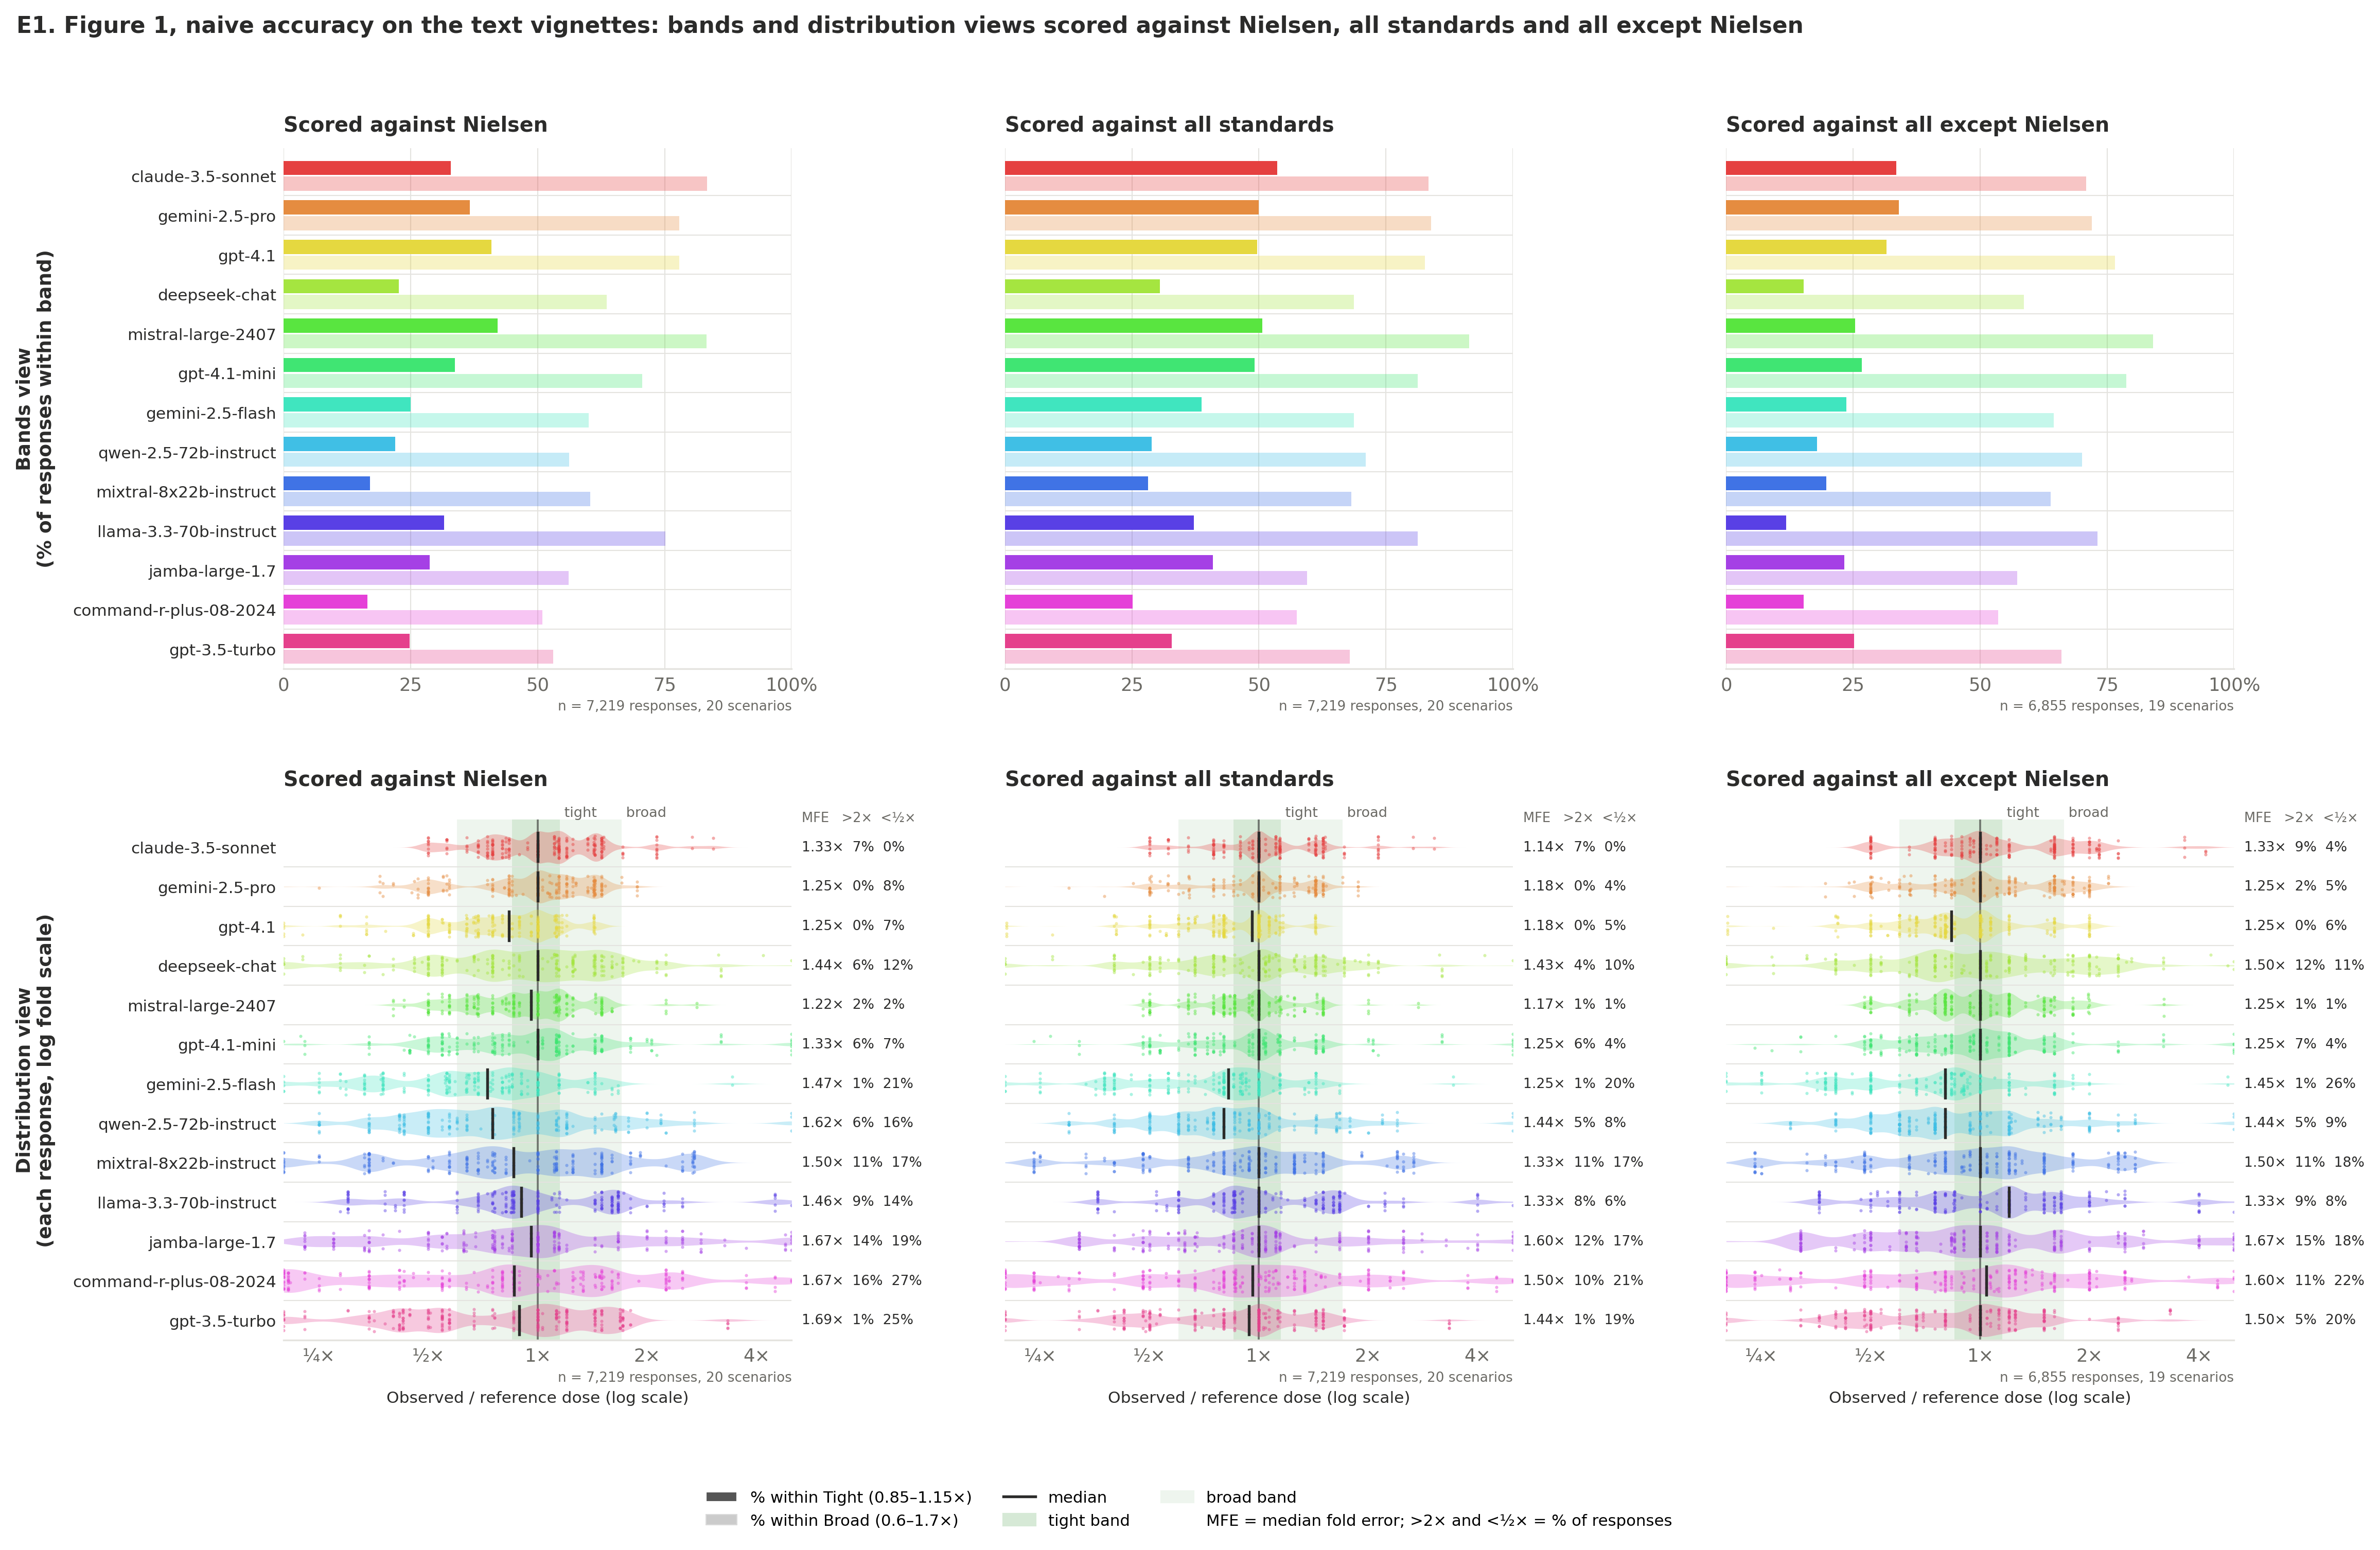 E1. Figure 1, naive accuracy on the text vignettes: bands and distribution views scored against Nielsen, all standards and all except Nielsen
Bands view
(% of responses within band)
Scored against Nielsen
claude-3.5-sonnet
gemini-2.5-pro
gpt-4.1
deepseek-chat
mistral-large-2407
gpt-4.1-mini
gemini-2.5-flash
qwen-2.5-72b-instruct
mixtral-8x22b-instruct
llama-3.3-70b-instruct
jamba-large-1.7
command-r-plus-08-2024
gpt-3.5-turbo
0 25 50 75 100%
n = 7,219 responses, 20 scenarios
Scored against all standards
0 25 50 75 100%
n = 7,219 responses, 20 scenarios
Scored against all except Nielsen
0 25 50 75 100%
n = 6,855 responses, 19 scenarios
Distribution view
(each response, log fold scale)
Scored against Nielsen
tight broad
MFE >2× <½×
claude-3.5-sonnet 1.33× 7% 0%
gemini-2.5-pro 1.25× 0% 8%
gpt-4.1 1.25× 0% 7%
deepseek-chat 1.44× 6% 12%
mistral-large-2407 1.22× 2% 2%
gpt-4.1-mini 1.33× 6% 7%
gemini-2.5-flash 1.47× 1% 21%
qwen-2.5-72b-instruct 1.62× 6% 16%
mixtral-8x22b-instruct 1.50× 11% 17%
llama-3.3-70b-instruct 1.46× 9% 14%
jamba-large-1.7 1.67× 14% 19%
command-r-plus-08-2024 1.67× 16% 27%
gpt-3.5-turbo 1.69× 1% 25%
¼× ½× 1× 2× 4×
n = 7,219 responses, 20 scenarios
Observed / reference dose (log scale)
Scored against all standards
tight broad
MFE >2× <½×
1.14× 7% 0%
1.18× 0% 4%
1.18× 0% 5%
1.43× 4% 10%
1.17× 1% 1%
1.25× 6% 4%
1.25× 1% 20%
1.44× 5% 8%
1.33× 11% 17%
1.33× 8% 6%
1.60× 12% 17%
1.50× 10% 21%
1.44× 1% 19%
¼× ½× 1× 2× 4×
n = 7,219 responses, 20 scenarios
Observed / reference dose (log scale)
Scored against all except Nielsen
tight broad
MFE >2× <½×
1.33× 9% 4%
1.25× 2% 5%
1.25× 0% 6%
1.50× 12% 11%
1.25× 1% 1%
1.25× 7% 4%
1.45× 1% 26%
1.44× 5% 9%
1.50× 11% 18%
1.33× 9% 8%
1.67× 15% 18%
1.60× 11% 22%
1.50× 5% 20%
¼× ½× 1× 2× 4×
n = 6,855 responses, 19 scenarios
Observed / reference dose (log scale)
% within Tight (0.85–1.15×) median broad band
% within Broad (0.6–1.7×) tight band MFE = median fold error; >2× and <½× = % of responses